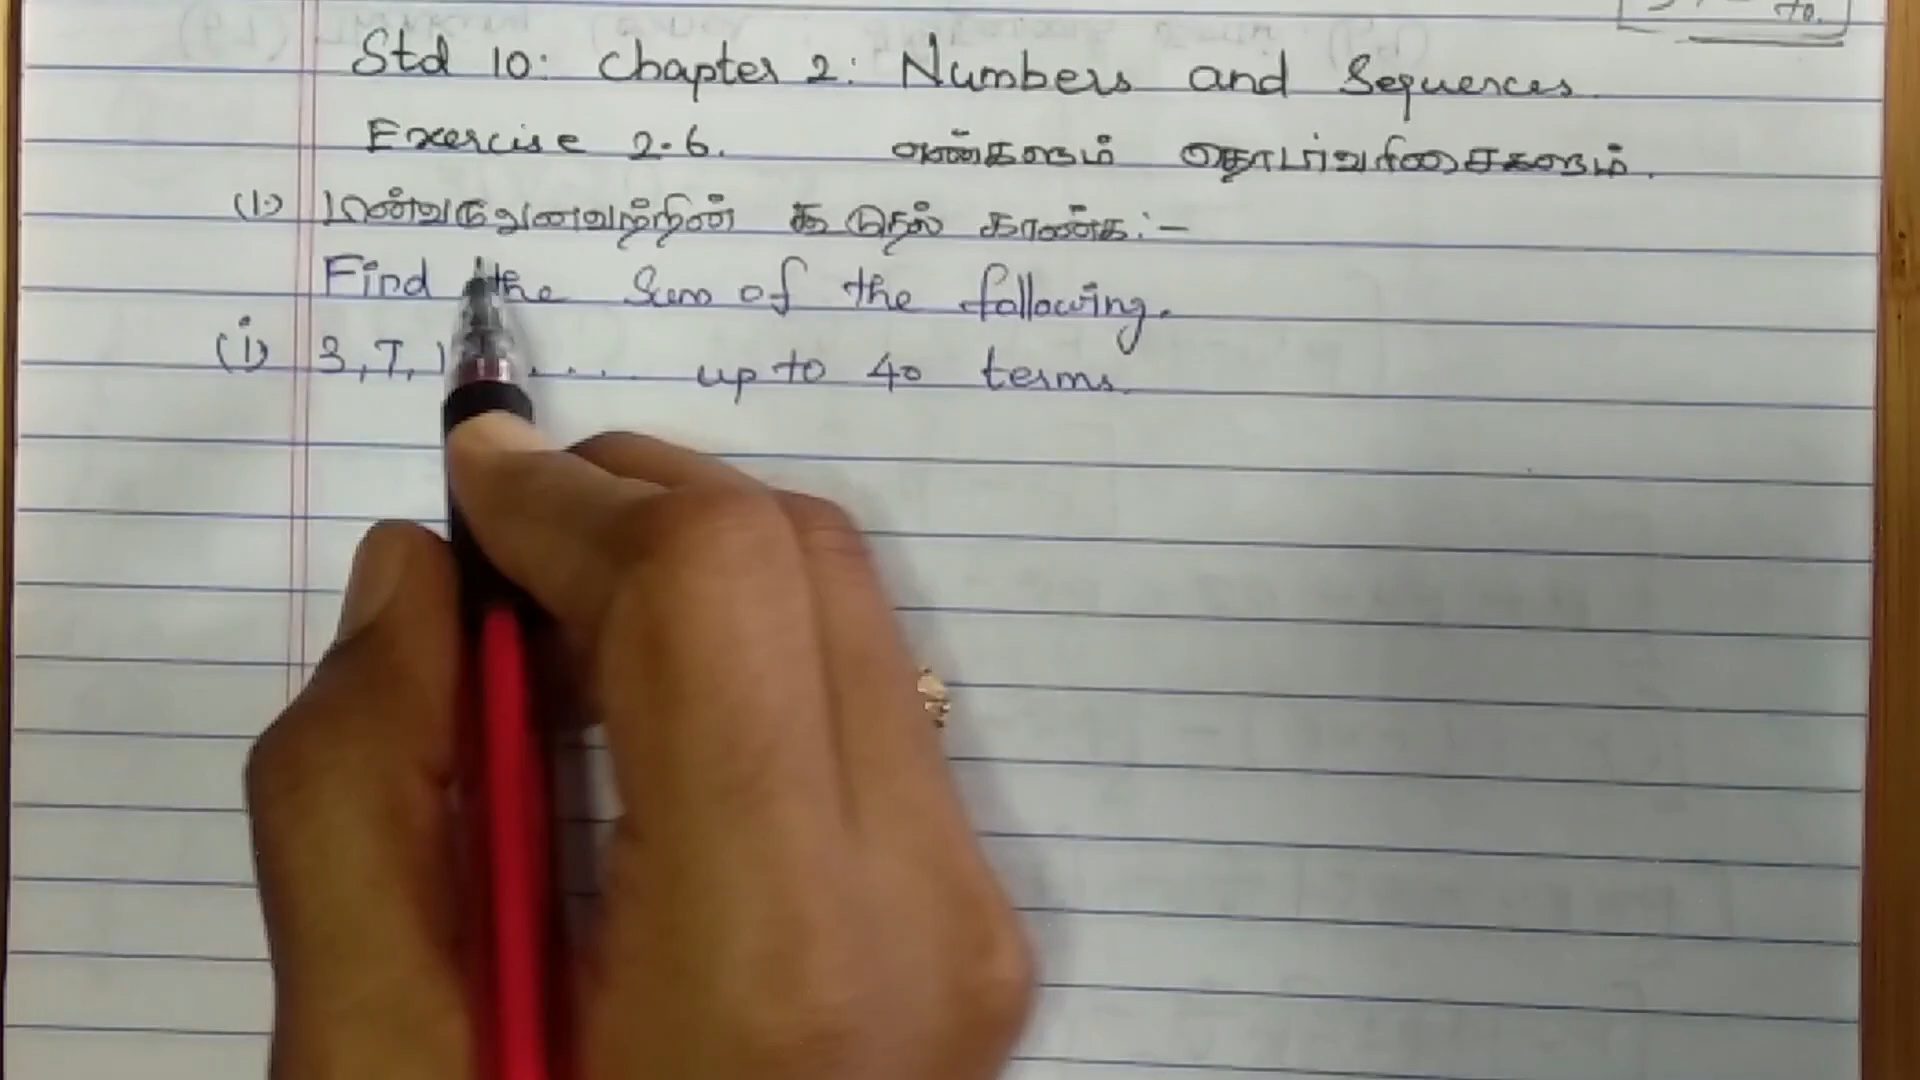 Std 10: Chapter 2: Numbers and Sequences.
Exercise 2.6. எண்களும் தொடர்வரிசைகளும்.
(1.) பின்வருவனவற்றின் கூடுதல் காண்க:-
Find the Sum of the following.
(i) 3, 7, 1 . . . . up to 40 terms.